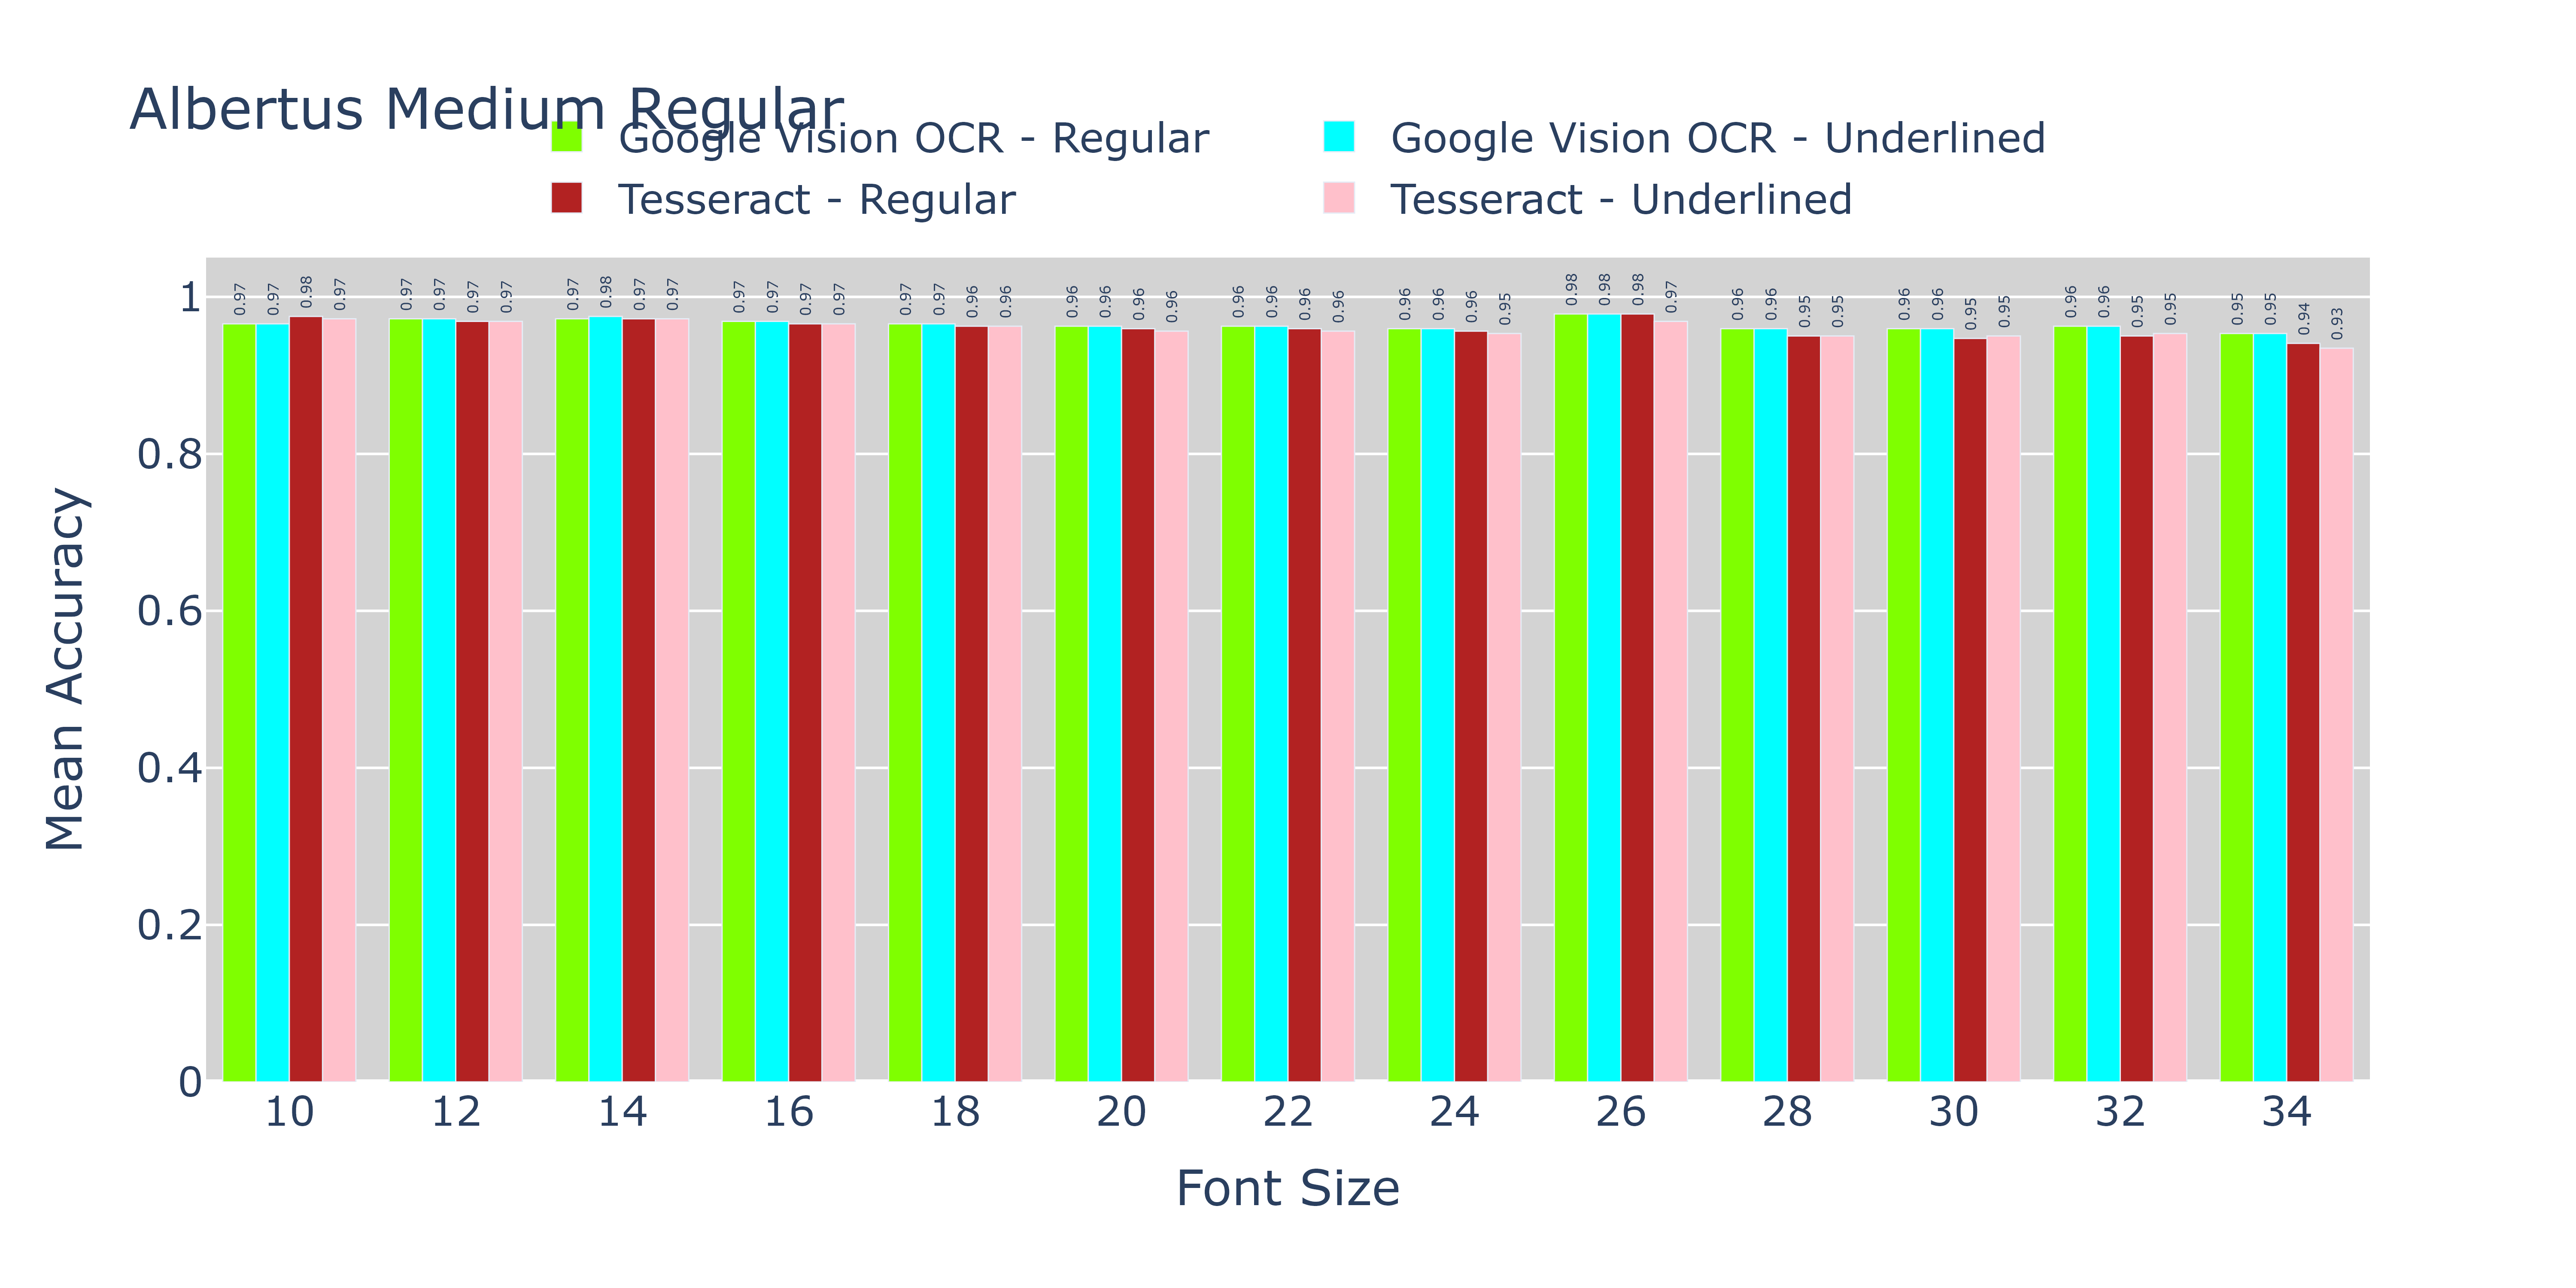 Albertus Medium Regular
Google Vision OCR - Regular
Google Vision OCR - Underlined
Tesseract - Regular
Tesseract - Underlined
Mean Accuracy
1
0.8
0.6
0.4
0.2
0
0.97 0.97 0.98 0.97
0.97 0.97 0.97 0.97
0.97 0.98 0.97 0.97
0.97 0.97 0.97 0.97
0.97 0.97 0.96 0.96
0.96 0.96 0.96 0.96
0.96 0.96 0.96 0.96
0.96 0.96 0.96 0.95
0.98 0.98 0.98 0.97
0.96 0.96 0.95 0.95
0.96 0.96 0.95 0.95
0.96 0.96 0.95 0.95
0.95 0.95 0.94 0.93
10 12 14 16 18 20 22 24 26 28 30 32 34
Font Size